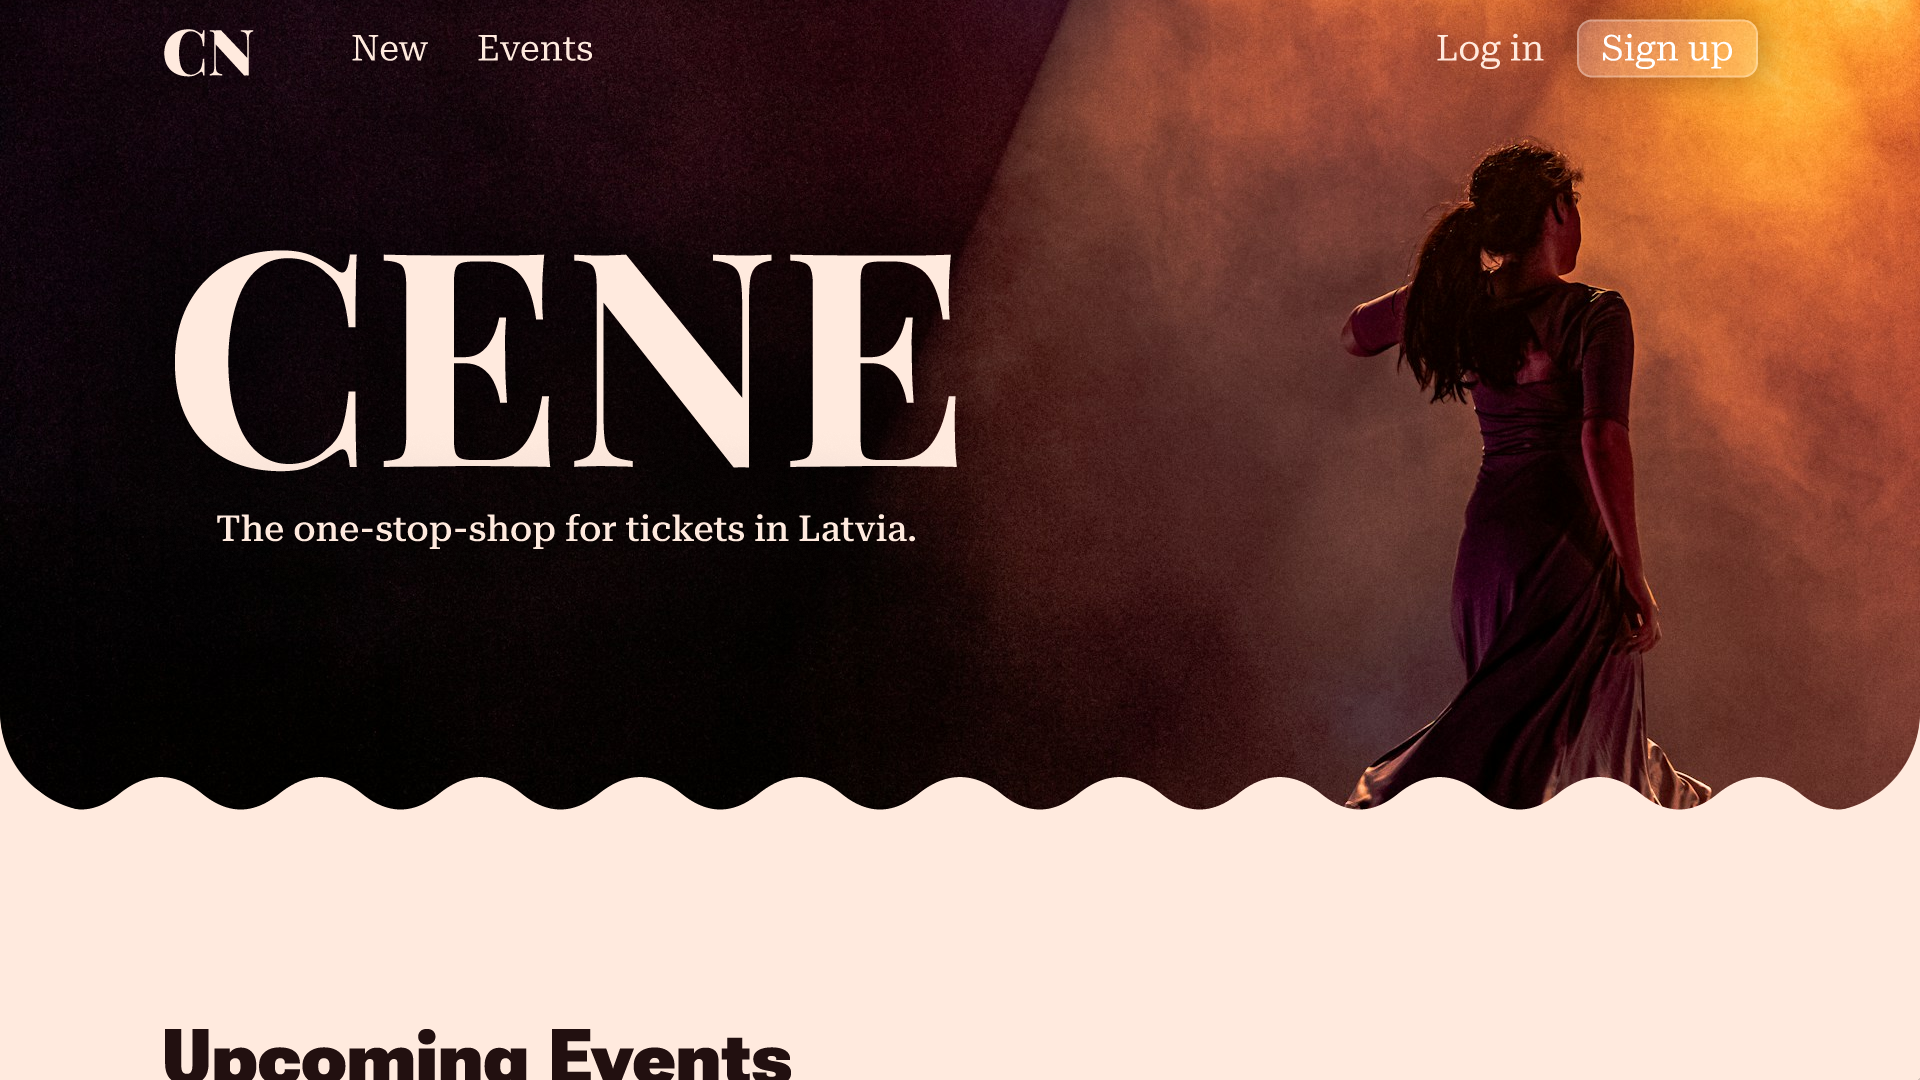 CN New Events Log in Sign up
CENE
The one-stop-shop for tickets in Latvia.
Upcoming Events